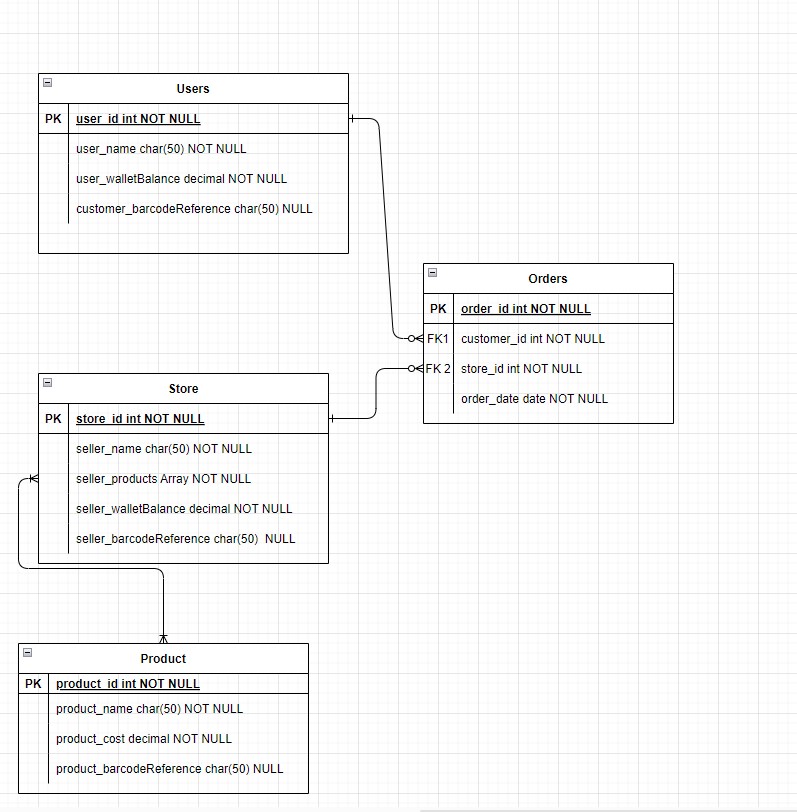 Users
PK user_id int NOT NULL
user_name char(50) NOT NULL
user_walletBalance decimal NOT NULL
customer_barcodeReference char(50) NULL
Orders
PK order_id int NOT NULL
FK1 customer_id int NOT NULL
FK 2 store_id int NOT NULL
order_date date NOT NULL
Store
PK store_id int NOT NULL
seller_name char(50) NOT NULL
seller_products Array NOT NULL
seller_walletBalance decimal NOT NULL
seller_barcodeReference char(50)  NULL
Product
PK product_id int NOT NULL
product_name char(50) NOT NULL
product_cost decimal NOT NULL
product_barcodeReference char(50) NULL